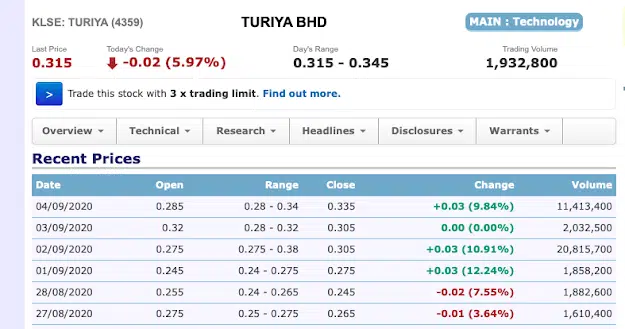 KLSE: TURIYA (4359) TURIYA BHD MAIN : Technology
Last Price Today's Change Day's Range Trading Volume
0.315 -0.02 (5.97%) 0.315 - 0.345 1,932,800
> Trade this stock with 3 x trading limit. Find out more.
Overview Technical Research Headlines Disclosures Warrants
Recent Prices
Date Open Range Close Change Volume
04/09/2020 0.285 0.28 - 0.34 0.335 +0.03 (9.84%) 11,413,400
03/09/2020 0.32 0.28 - 0.32 0.305 0.00 (0.00%) 2,032,500
02/09/2020 0.275 0.275 - 0.38 0.305 +0.03 (10.91%) 20,815,700
01/09/2020 0.245 0.24 - 0.275 0.275 +0.03 (12.24%) 1,858,200
28/08/2020 0.255 0.24 - 0.265 0.245 -0.02 (7.55%) 1,882,600
27/08/2020 0.275 0.25 - 0.275 0.265 -0.01 (3.64%) 1,610,400